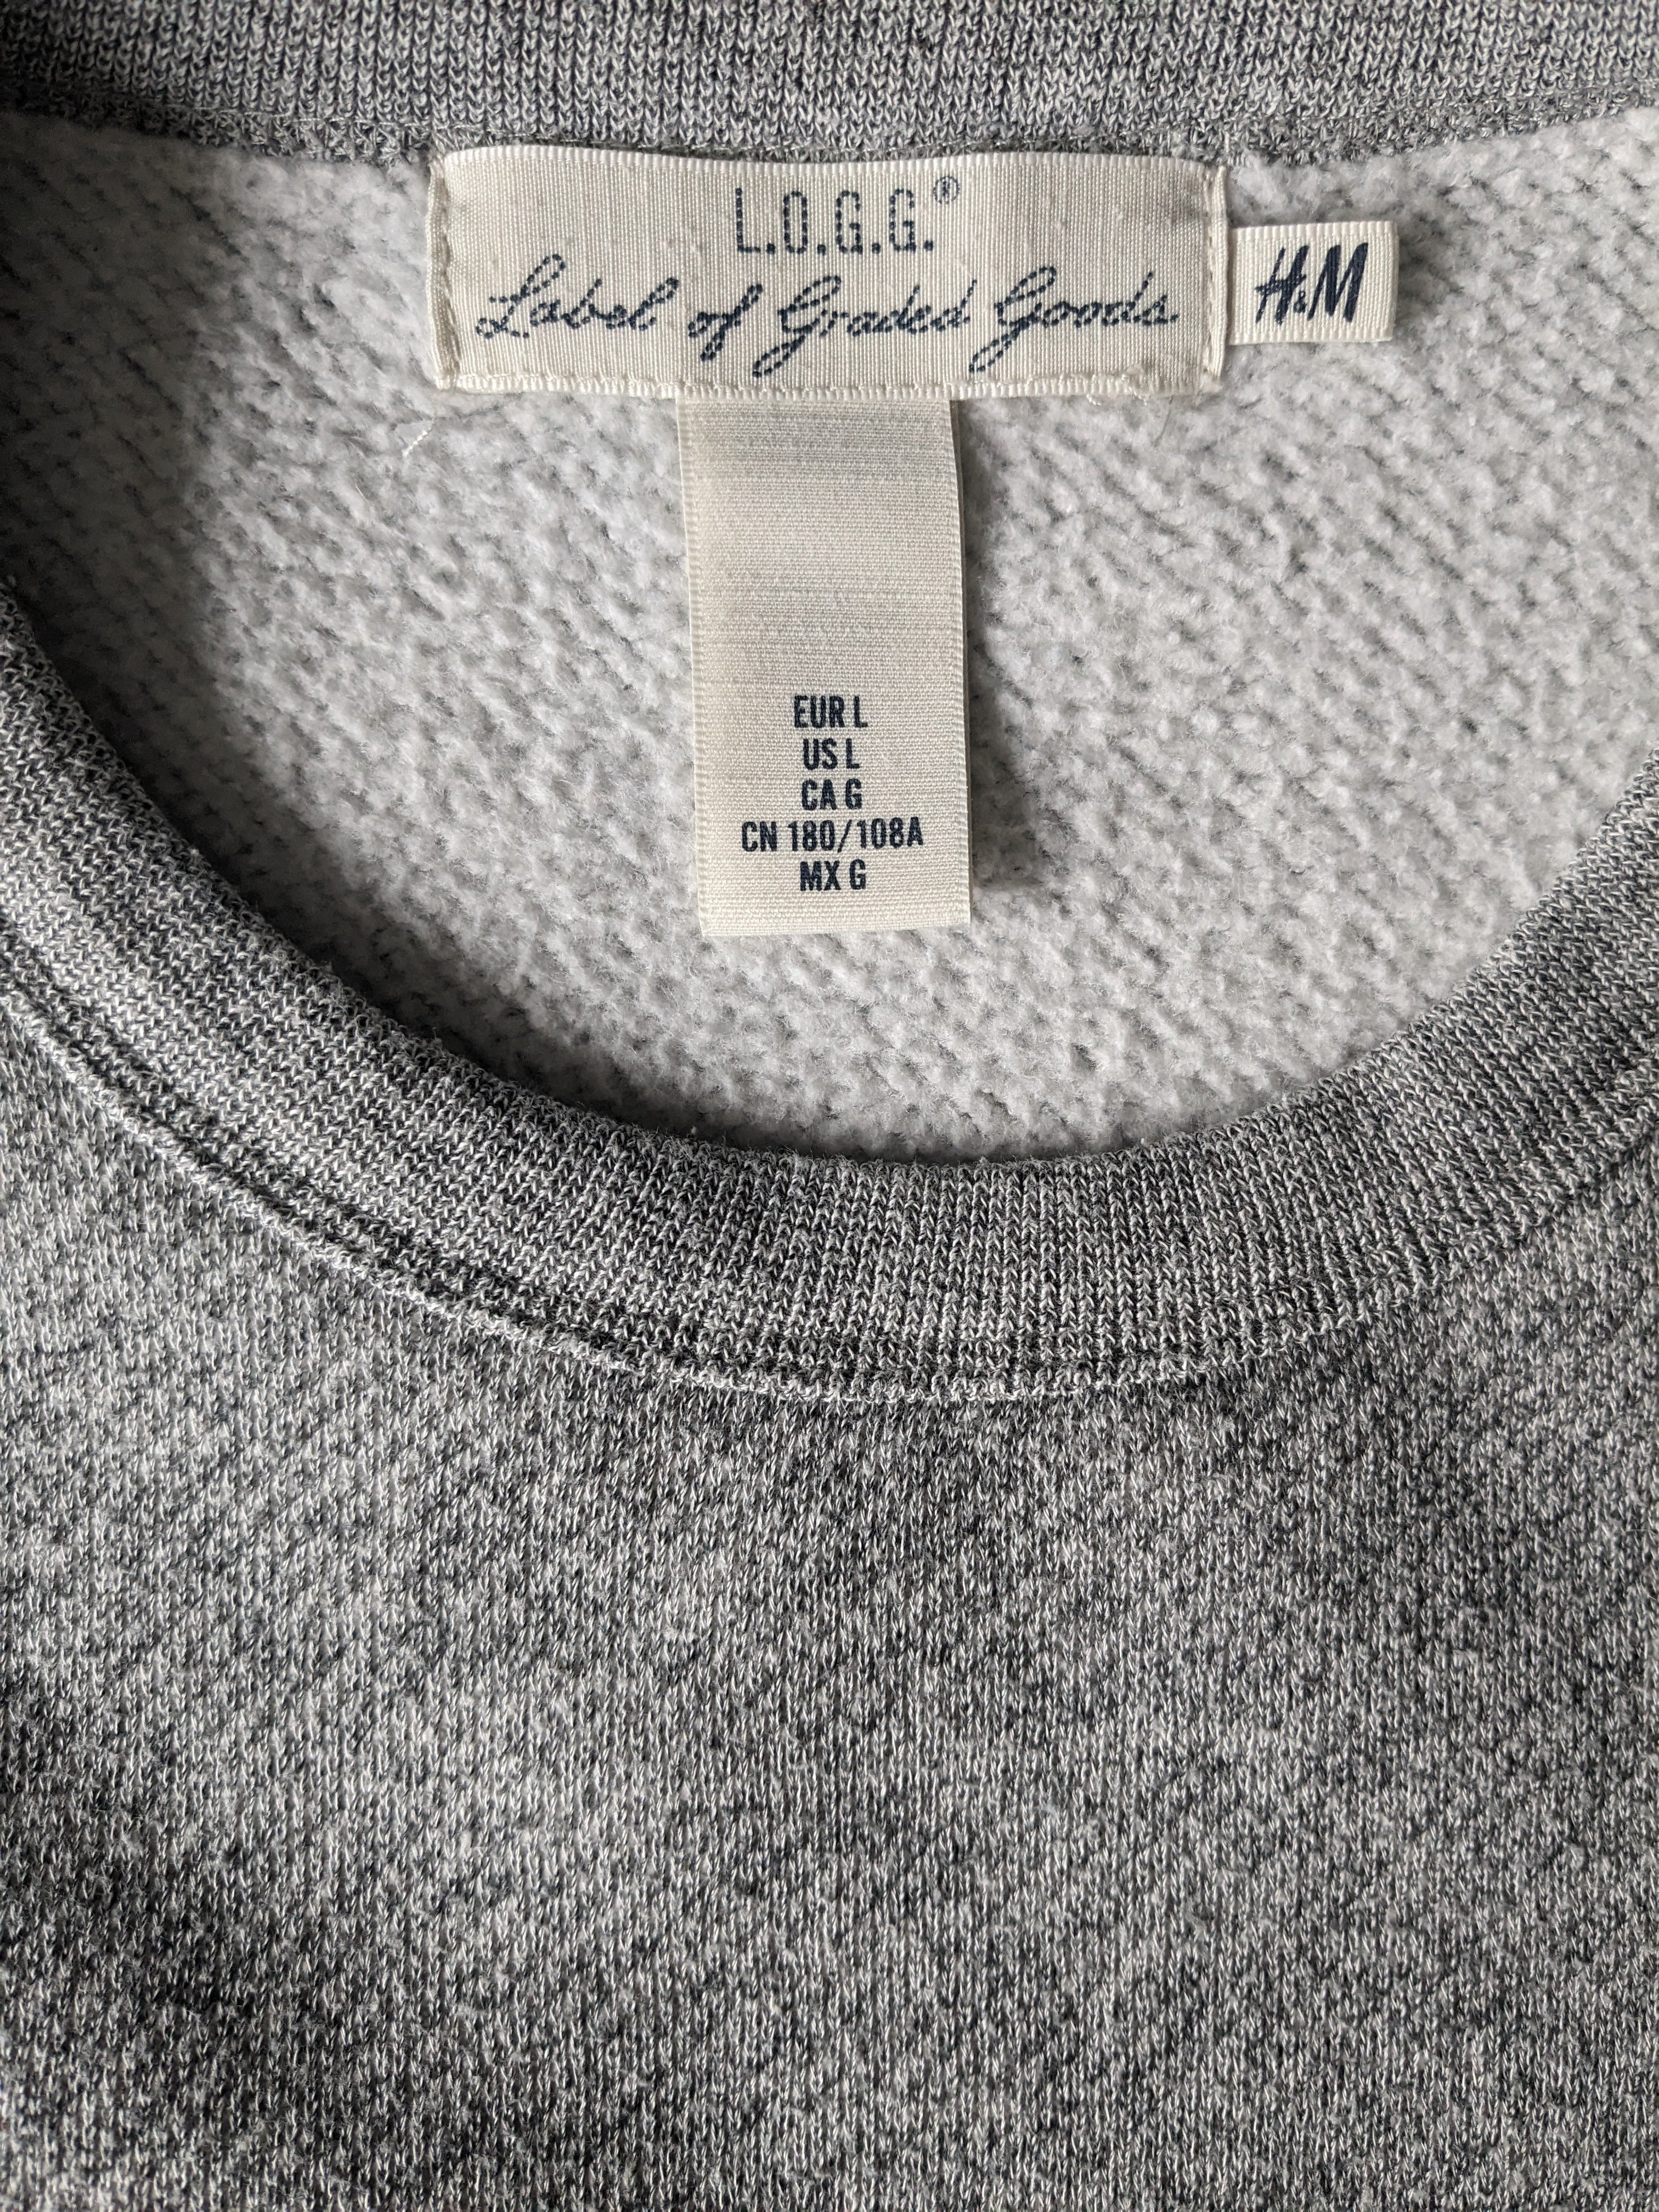 L.O.G.G.®
Label of Graded Goods
H&M
EUR L
US L
CA G
CN 180/108A
MX G